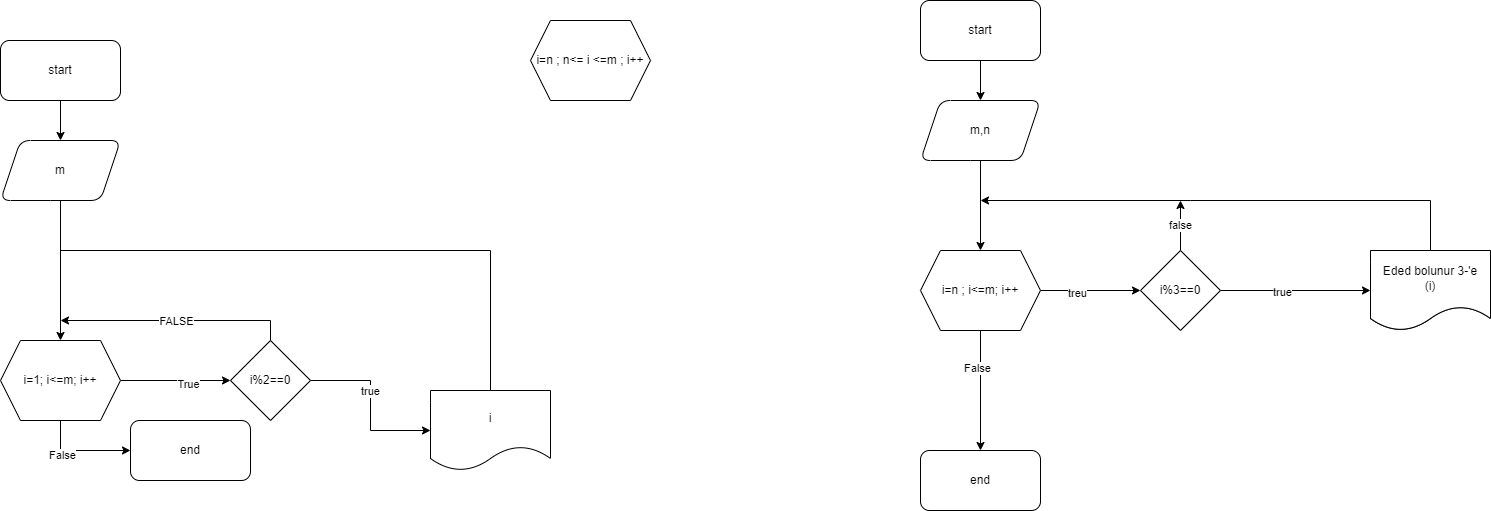 start
m
i=1; i<=m; i++
True
i%2==0
FALSE
true
i
False
end
i=n ; n<= i <=m ; i++
start
m,n
i=n ; i<=m; i++
treu
i%3==0
false
true
Eded bolunur 3-'e
(i)
False
end